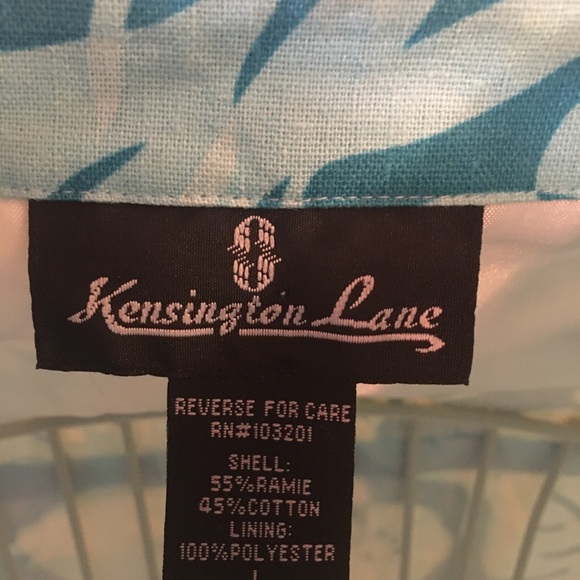 Kensington Lane
REVERSE FOR CARE
RN#103201
SHELL:
55%RAMIE
45%COTTON
LINING:
100%POLYESTER